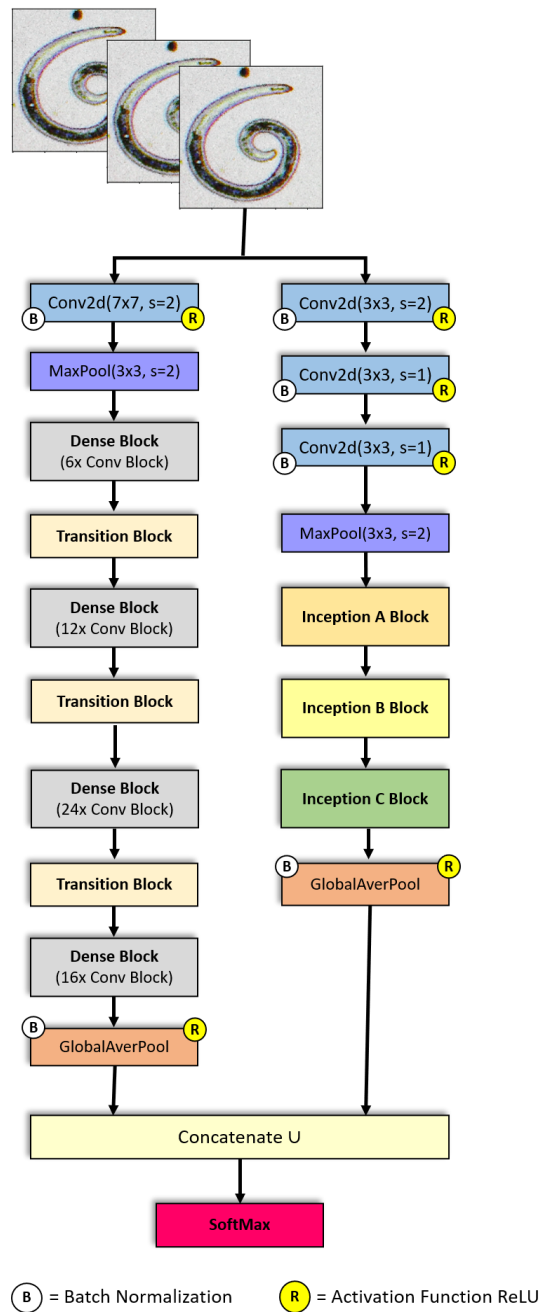 Conv2d(7x7, s=2)
B
R
MaxPool(3x3, s=2)
Dense Block
(6x Conv Block)
Transition Block
Dense Block
(12x Conv Block)
Transition Block
Dense Block
(24x Conv Block)
Transition Block
Dense Block
(16x Conv Block)
B
R
GlobalAverPool
Conv2d(3x3, s=2)
B
R
Conv2d(3x3, s=1)
B
R
Conv2d(3x3, s=1)
B
R
MaxPool(3x3, s=2)
Inception A Block
Inception B Block
Inception C Block
B
R
GlobalAverPool
Concatenate ∪
SoftMax
B = Batch Normalization
R = Activation Function ReLU